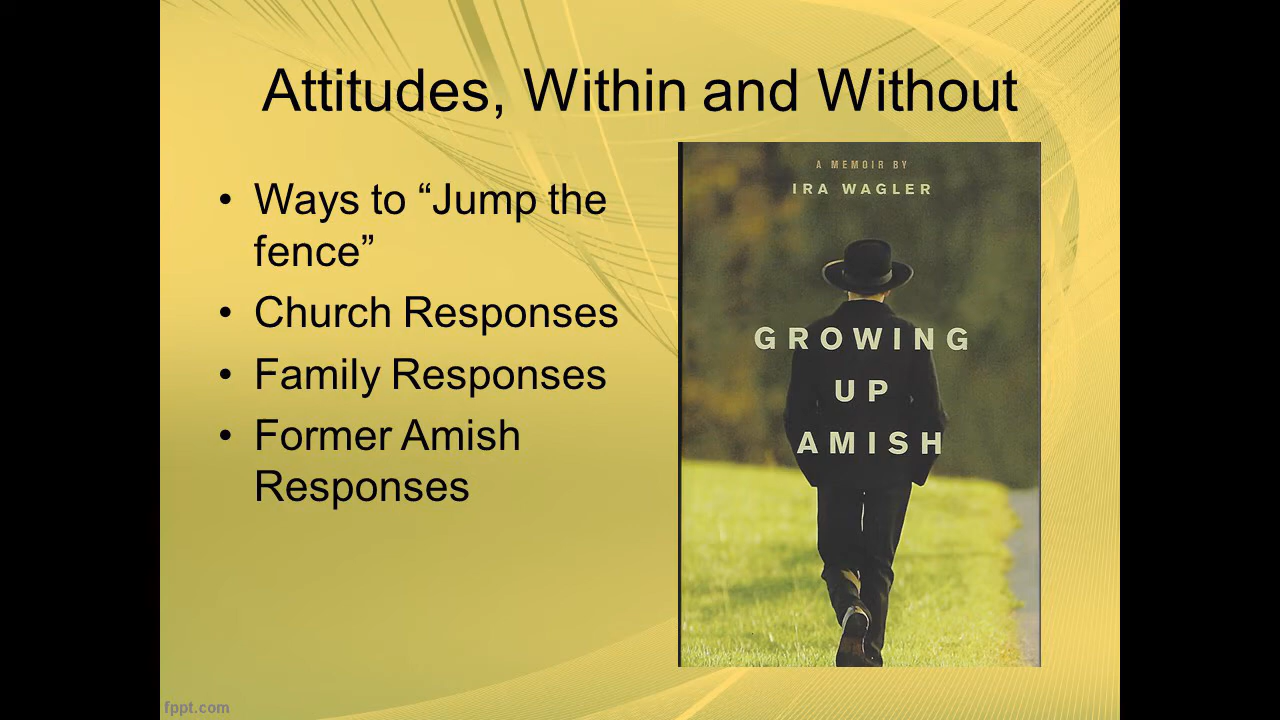 Attitudes, Within and Without
• Ways to “Jump the
fence”
• Church Responses
• Family Responses
• Former Amish
Responses
A MEMOIR BY
IRA WAGLER
GROWING
UP
AMISH
fppt.com